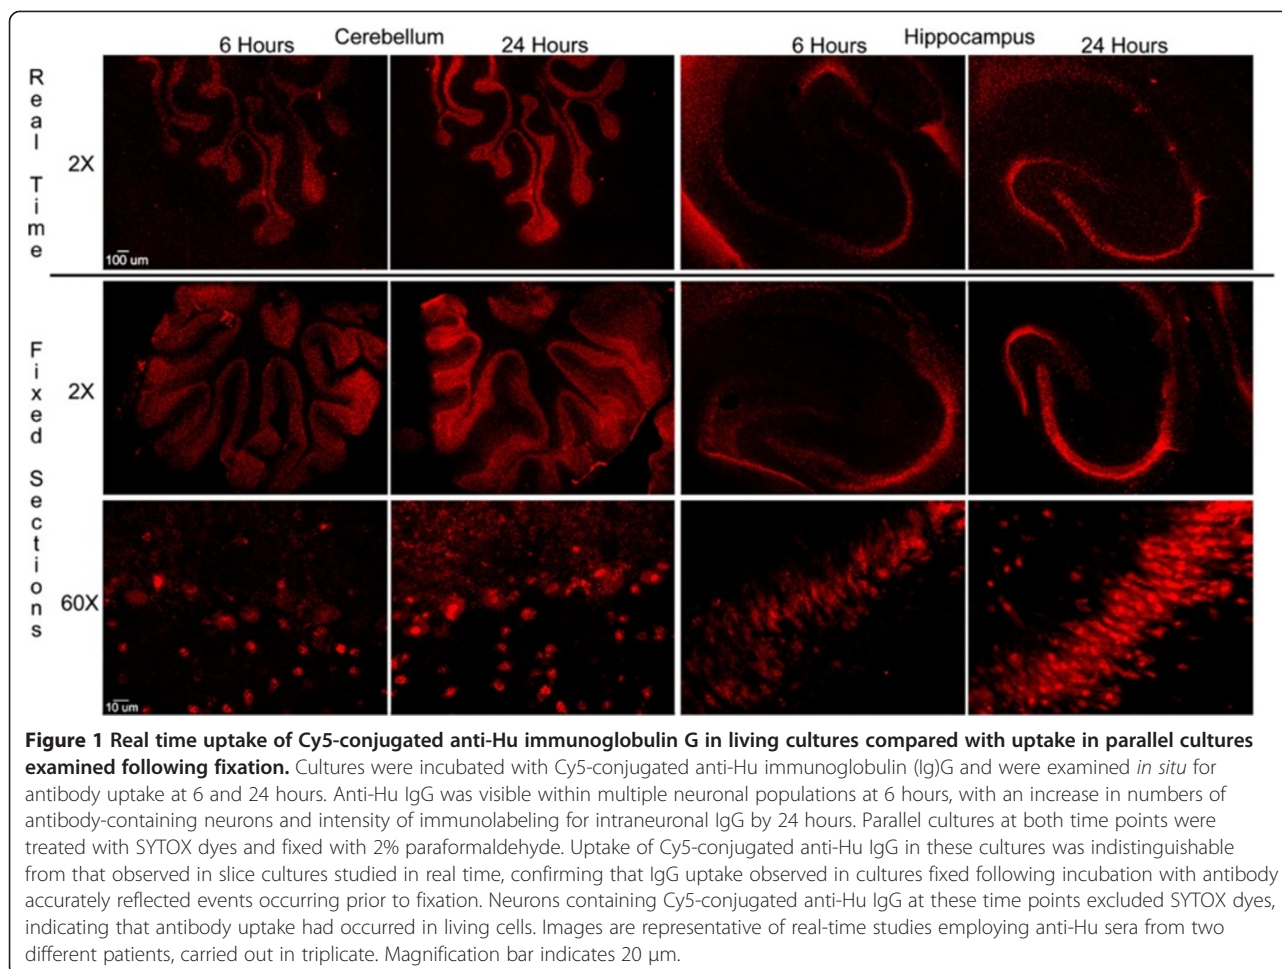 Cerebellum Hippocampus
6 Hours 24 Hours 6 Hours 24 Hours
Real Time
2X
100 um
Fixed Sections
2X
60X
10 um
Figure 1 Real time uptake of Cy5-conjugated anti-Hu immunoglobulin G in living cultures compared with uptake in parallel cultures
examined following fixation. Cultures were incubated with Cy5-conjugated anti-Hu immunoglobulin (Ig)G and were examined in situ for
antibody uptake at 6 and 24 hours. Anti-Hu IgG was visible within multiple neuronal populations at 6 hours, with an increase in numbers of
antibody-containing neurons and intensity of immunolabeling for intraneuronal IgG by 24 hours. Parallel cultures at both time points were
treated with SYTOX dyes and fixed with 2% paraformaldehyde. Uptake of Cy5-conjugated anti-Hu IgG in these cultures was indistinguishable
from that observed in slice cultures studied in real time, confirming that IgG uptake observed in cultures fixed following incubation with antibody
accurately reflected events occurring prior to fixation. Neurons containing Cy5-conjugated anti-Hu IgG at these time points excluded SYTOX dyes,
indicating that antibody uptake had occurred in living cells. Images are representative of real-time studies employing anti-Hu sera from two
different patients, carried out in triplicate. Magnification bar indicates 20 μm.